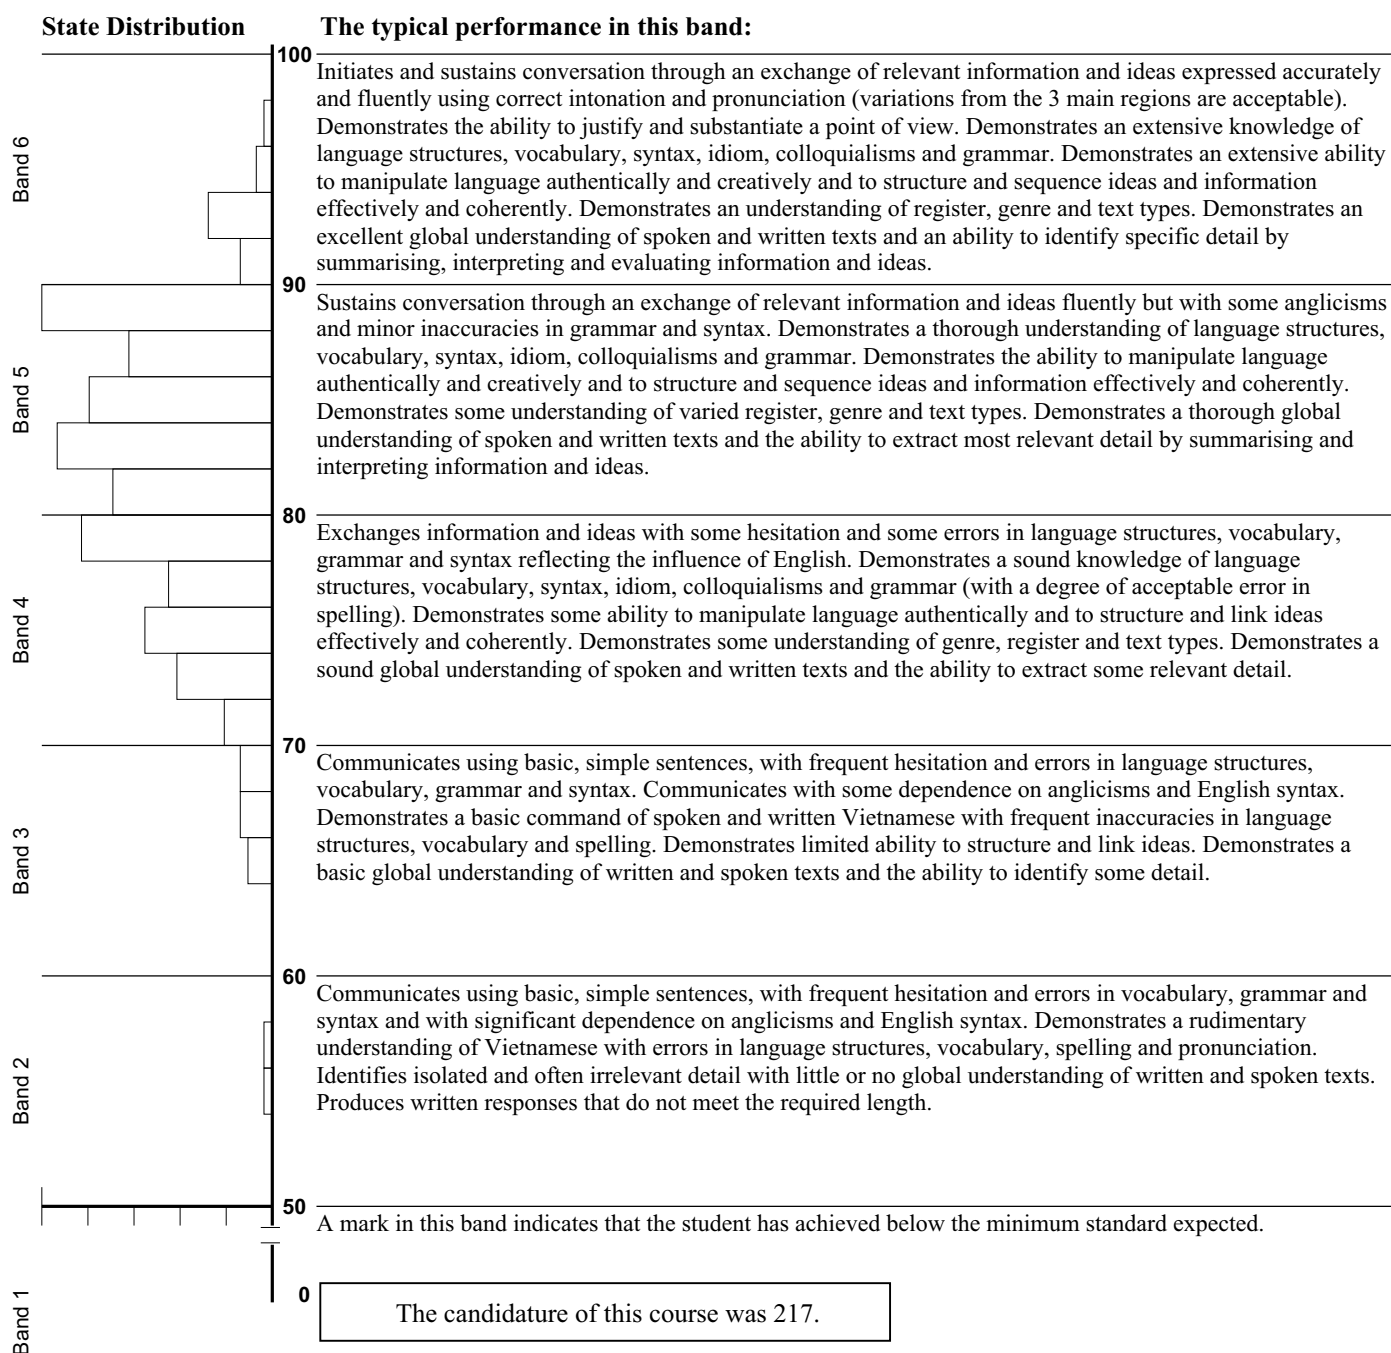 State Distribution
The typical performance in this band:
100
Band 6
Initiates and sustains conversation through an exchange of relevant information and ideas expressed accurately
and fluently using correct intonation and pronunciation (variations from the 3 main regions are acceptable).
Demonstrates the ability to justify and substantiate a point of view. Demonstrates an extensive knowledge of
language structures, vocabulary, syntax, idiom, colloquialisms and grammar. Demonstrates an extensive ability
to manipulate language authentically and creatively and to structure and sequence ideas and information
effectively and coherently. Demonstrates an understanding of register, genre and text types. Demonstrates an
excellent global understanding of spoken and written texts and an ability to identify specific detail by
summarising, interpreting and evaluating information and ideas.
90
Band 5
Sustains conversation through an exchange of relevant information and ideas fluently but with some anglicisms
and minor inaccuracies in grammar and syntax. Demonstrates a thorough understanding of language structures,
vocabulary, syntax, idiom, colloquialisms and grammar. Demonstrates the ability to manipulate language
authentically and creatively and to structure and sequence ideas and information effectively and coherently.
Demonstrates some understanding of varied register, genre and text types. Demonstrates a thorough global
understanding of spoken and written texts and the ability to extract most relevant detail by summarising and
interpreting information and ideas.
80
Band 4
Exchanges information and ideas with some hesitation and some errors in language structures, vocabulary,
grammar and syntax reflecting the influence of English. Demonstrates a sound knowledge of language
structures, vocabulary, syntax, idiom, colloquialisms and grammar (with a degree of acceptable error in
spelling). Demonstrates some ability to manipulate language authentically and to structure and link ideas
effectively and coherently. Demonstrates some understanding of genre, register and text types. Demonstrates a
sound global understanding of spoken and written texts and the ability to extract some relevant detail.
70
Band 3
Communicates using basic, simple sentences, with frequent hesitation and errors in language structures,
vocabulary, grammar and syntax. Communicates with some dependence on anglicisms and English syntax.
Demonstrates a basic command of spoken and written Vietnamese with frequent inaccuracies in language
structures, vocabulary and spelling. Demonstrates limited ability to structure and link ideas. Demonstrates a
basic global understanding of written and spoken texts and the ability to identify some detail.
60
Band 2
Communicates using basic, simple sentences, with frequent hesitation and errors in vocabulary, grammar and
syntax and with significant dependence on anglicisms and English syntax. Demonstrates a rudimentary
understanding of Vietnamese with errors in language structures, vocabulary, spelling and pronunciation.
Identifies isolated and often irrelevant detail with little or no global understanding of written and spoken texts.
Produces written responses that do not meet the required length.
50
A mark in this band indicates that the student has achieved below the minimum standard expected.
Band 1
0
The candidature of this course was 217.